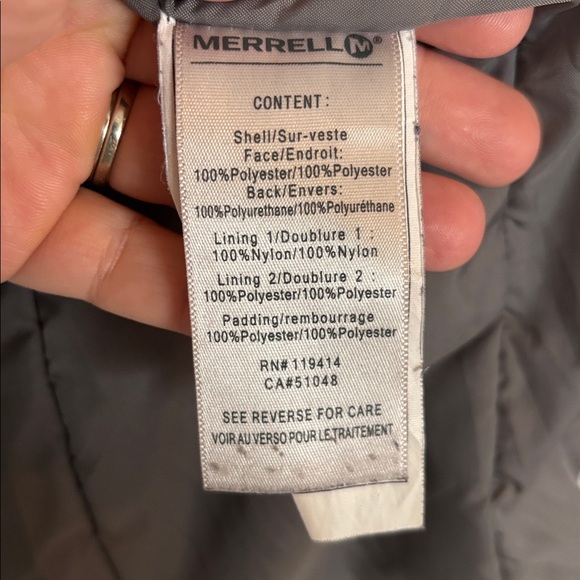 MERRELL M®
CONTENT:
Shell/Sur-veste
Face/Endroit:
100%Polyester/100%Polyester
Back/Envers:
100%Polyurethane/100%Polyuréthane
Lining 1/Doublure 1 :
100%Nylon/100%Nylon
Lining 2/Doublure 2 :
100%Polyester/100%Polyester
Padding/rembourrage
100%Polyester/100%Polyester
RN# 119414
CA#51048
SEE REVERSE FOR CARE
VOIR AU VERSO POUR LE TRAITEMENT